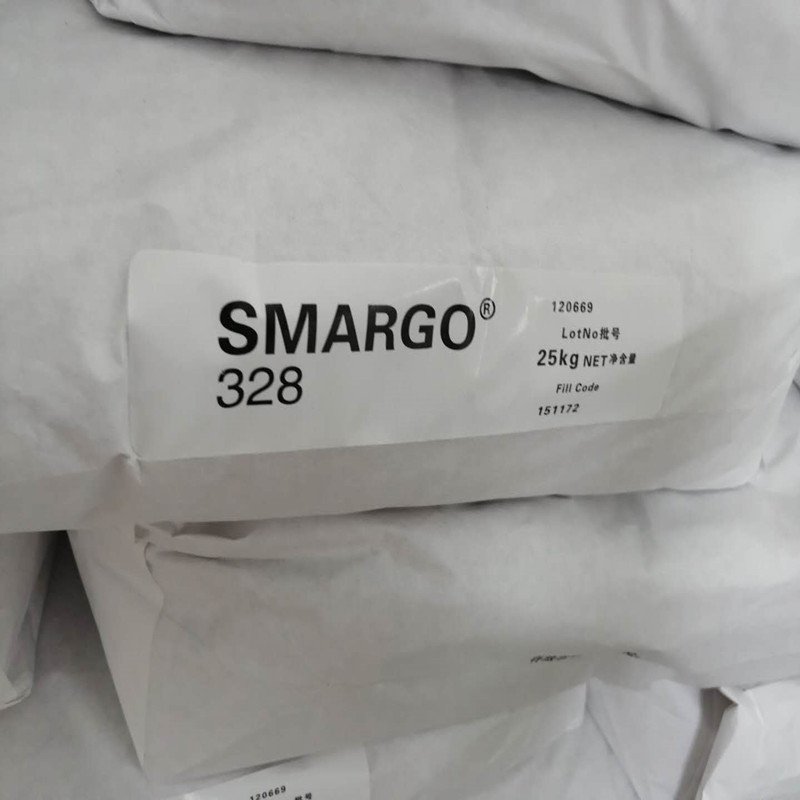 SMARGO®
328
120669
LotNo批号
25kg NET净含量
Fill Code
151172
120669